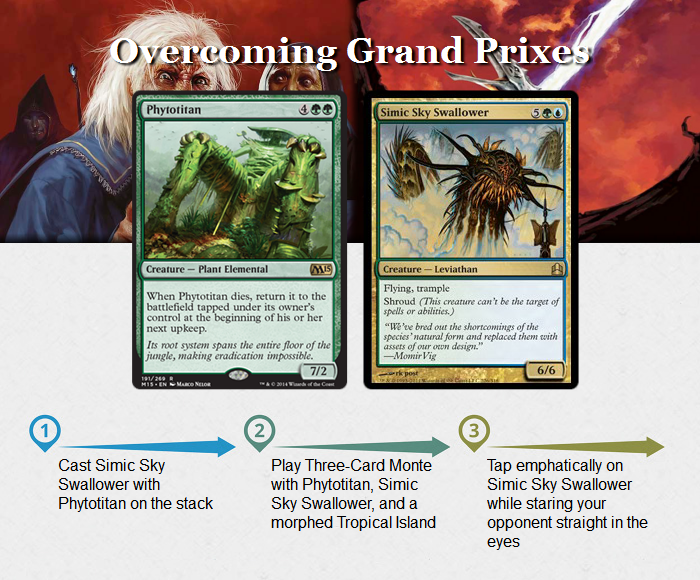 Overcoming Grand Prixes
Phytotitan 4
Creature — Plant Elemental
M15
When Phytotitan dies, return it to the
battlefield tapped under its owner's
control at the beginning of his or her
next upkeep.
Its root system spans the entire floor of the
jungle, making eradication impossible.
191/269 R
M15 • EN Marco Nelor
™ & © 2014 Wizards of the Coast
7/2
Simic Sky Swallower 5
Creature — Leviathan
Flying, trample
Shroud (This creature can't be the target of
spells or abilities.)
"We've bred out the shortcomings of the
species' natural form and replaced them with
assets of our own design."
—Momir Vig
6/6
1
Cast Simic Sky
Swallower with
Phytotitan on the stack
2
Play Three-Card Monte
with Phytotitan, Simic
Sky Swallower, and a
morphed Tropical Island
3
Tap emphatically on
Simic Sky Swallower
while staring your
opponent straight in the
eyes